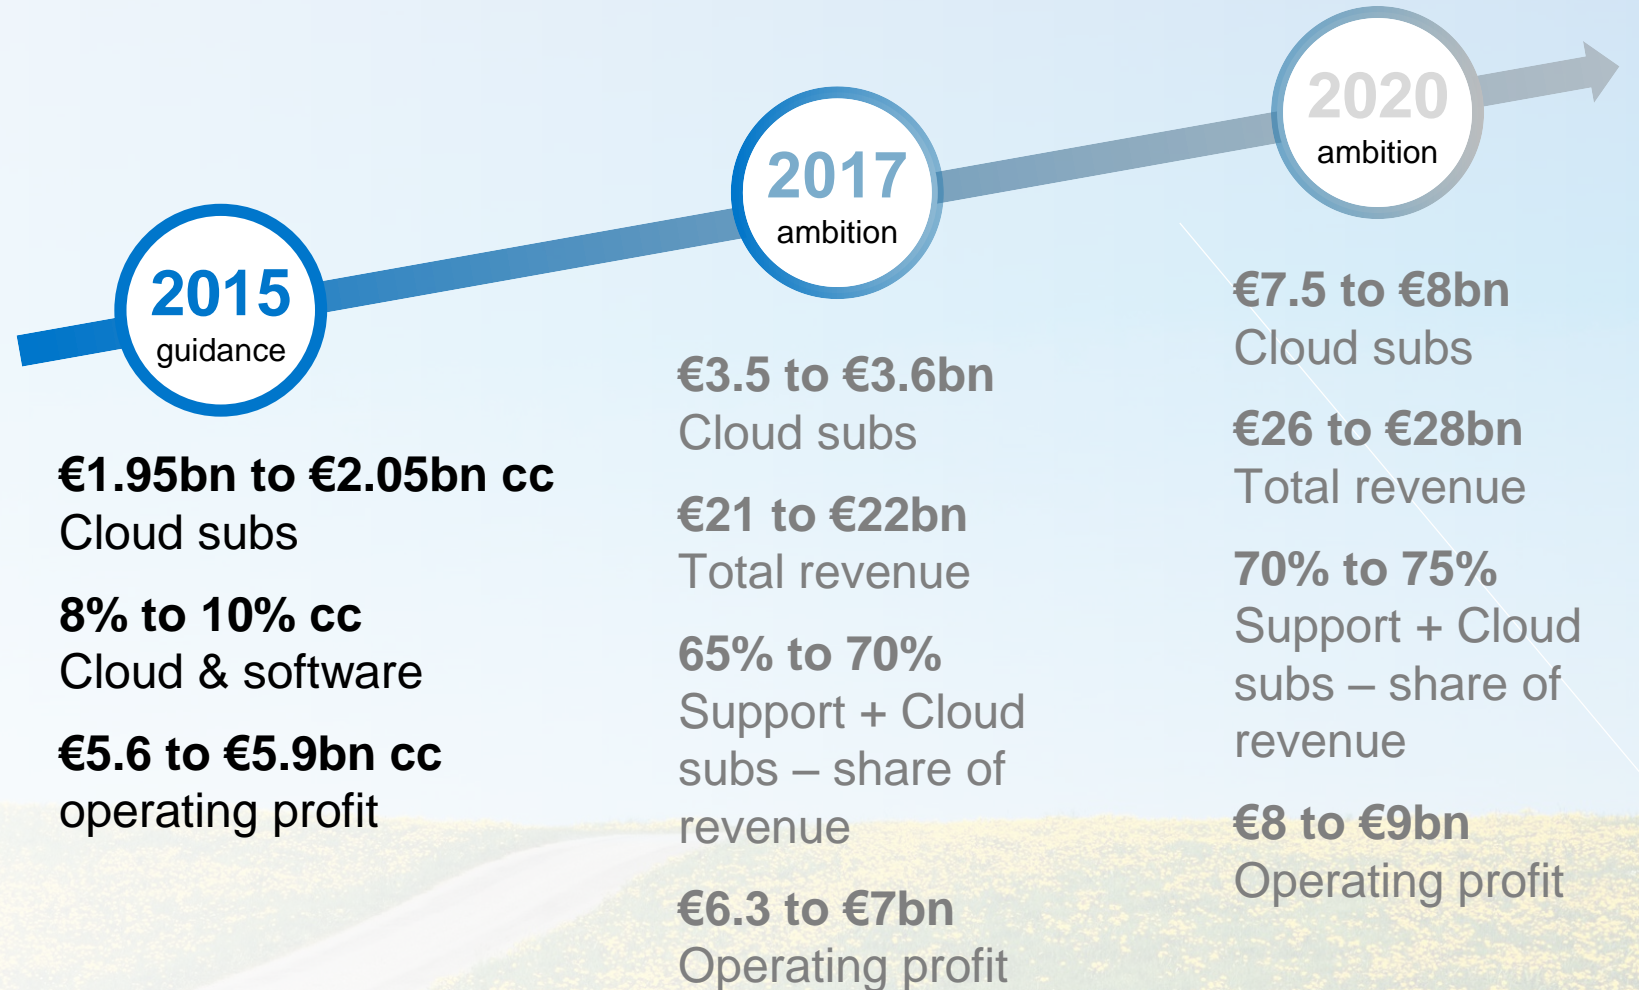 2015
guidance
€1.95bn to €2.05bn cc
Cloud subs
8% to 10% cc
Cloud & software
€5.6 to €5.9bn cc
operating profit
2017
ambition
€3.5 to €3.6bn
Cloud subs
€21 to €22bn
Total revenue
65% to 70%
Support + Cloud
subs – share of
revenue
€6.3 to €7bn
Operating profit
2020
ambition
€7.5 to €8bn
Cloud subs
€26 to €28bn
Total revenue
70% to 75%
Support + Cloud
subs – share of
revenue
€8 to €9bn
Operating profit